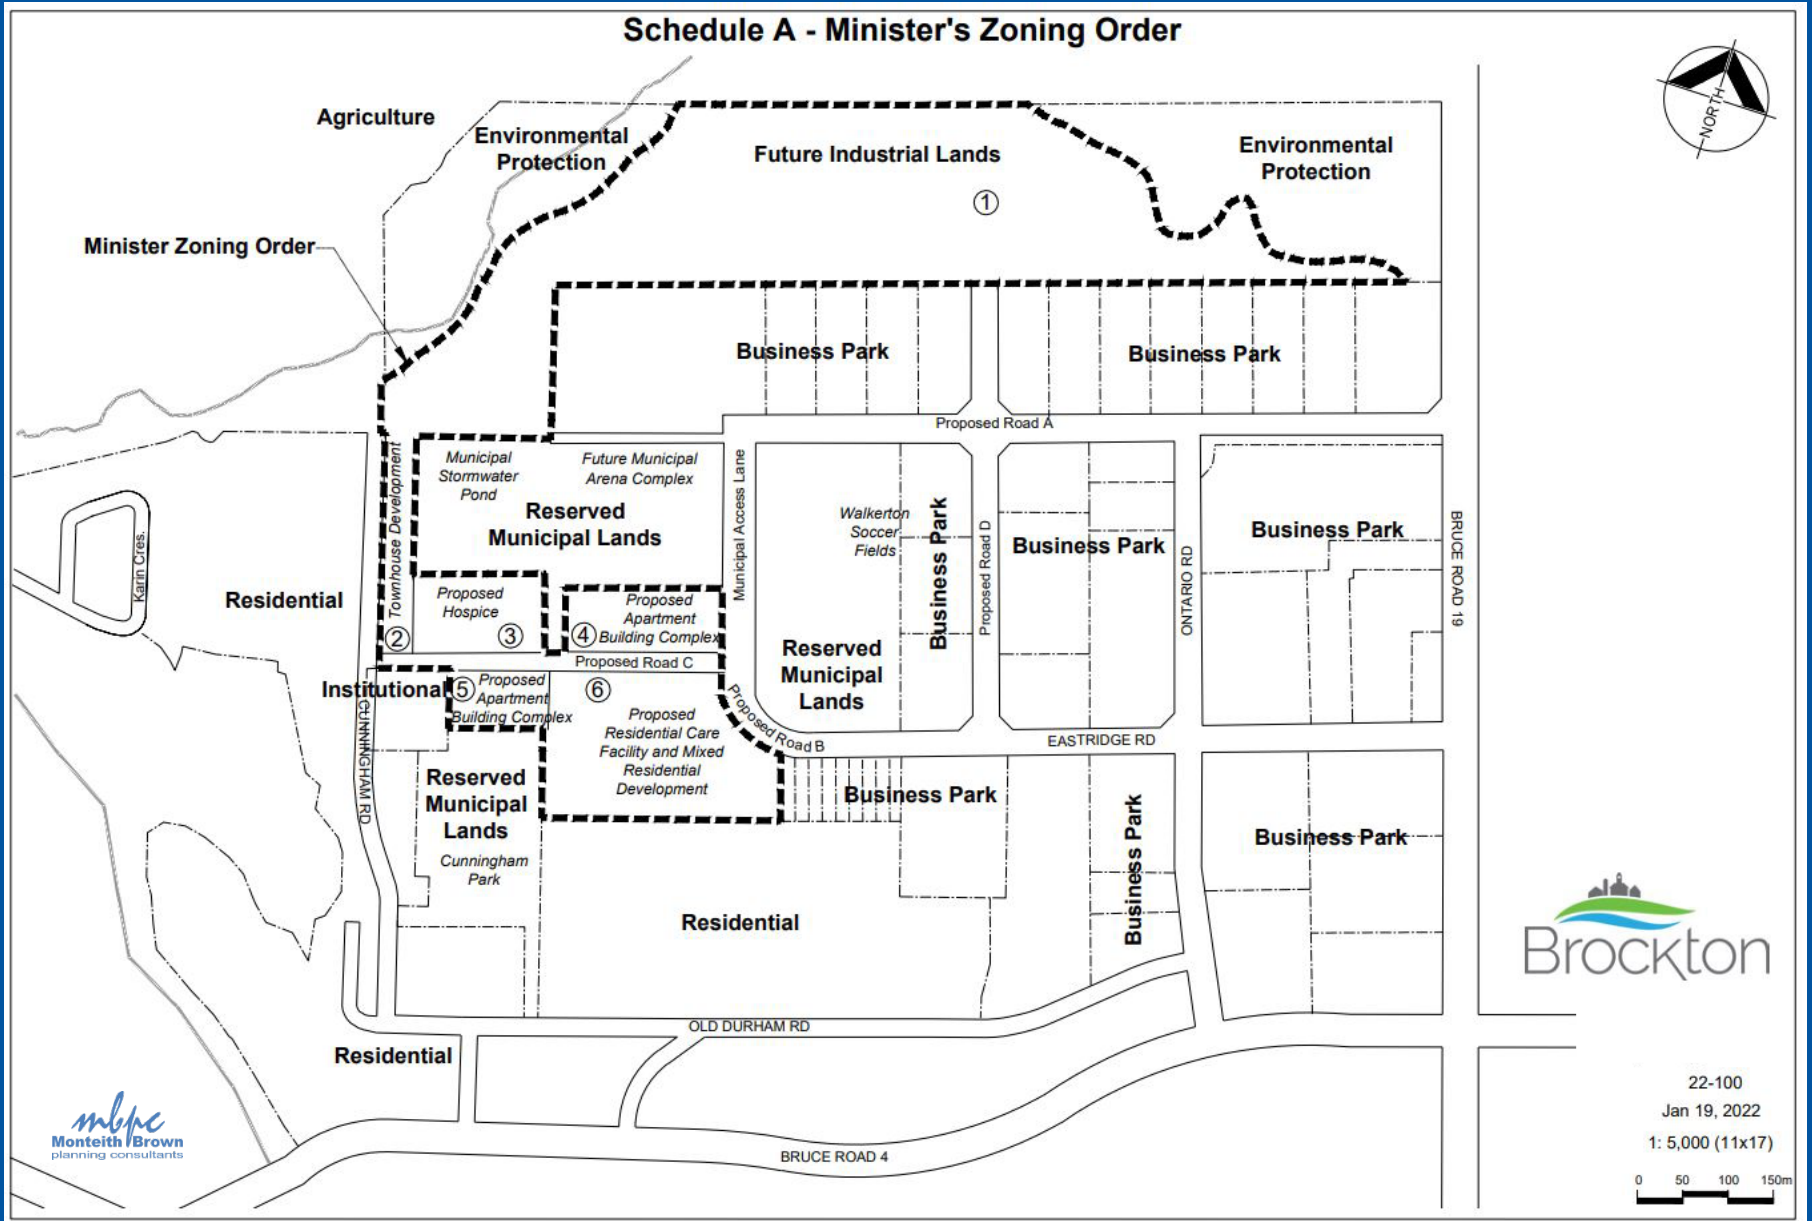 Schedule A - Minister's Zoning Order
NORTH
Agriculture
Environmental
Protection
Future Industrial Lands
1
Environmental
Protection
Minister Zoning Order
Business Park
Business Park
Proposed Road A
Townhouse Development
Municipal
Stormwater
Pond
Future Municipal
Arena Complex
Reserved
Municipal Lands
Municipal Access Lane
Walkerton
Soccer
Fields
Business Park
Proposed Road D
Business Park
ONTARIO RD
Business Park
BRUCE ROAD 19
Karin Cres.
Residential
2
Proposed
Hospice
3
4
Proposed
Apartment
Building Complex
Reserved
Municipal
Lands
Proposed Road C
Institutional
5
Proposed
Apartment
Building Complex
6
Proposed
Residential Care
Facility and Mixed
Residential
Development
Proposed Road B
EASTRIDGE RD
CUNNINGHAM RD
Reserved
Municipal
Lands
Cunningham
Park
Business Park
Business Park
Business Park
Residential
Brockton
OLD DURHAM RD
Residential
BRUCE ROAD 4
mbpc
Monteith Brown
planning consultants
22-100
Jan 19, 2022
1: 5,000 (11x17)
0 50 100 150m